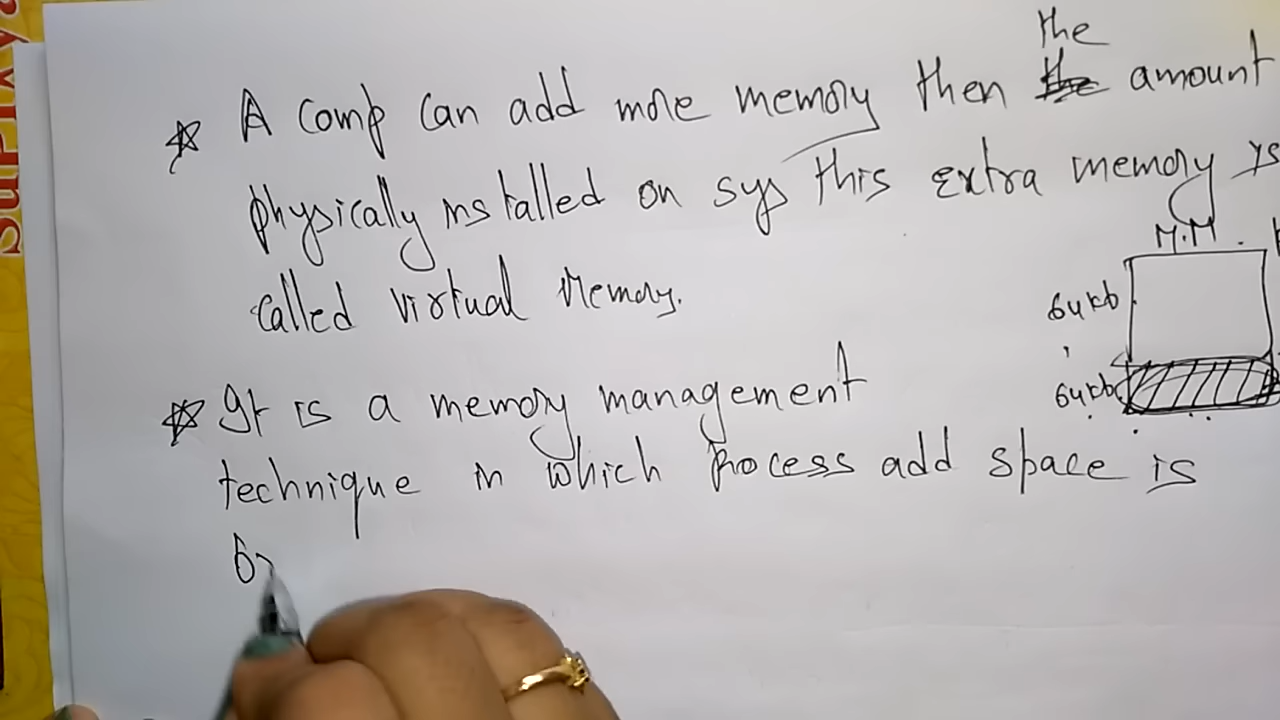 the
A comp can add more memory then the amount
physically installed on sys this extra memory is
called virtual Memory.
M.M
64kb
64kb
It is a memory management
technique in which process add space is
br